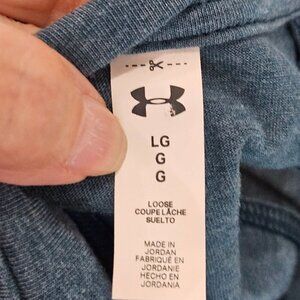 LG
G
G
LOOSE
COUPE LÂCHE
SUELTO
MADE IN
JORDAN
FABRIQUÉ EN
JORDANIE
HECHO EN
JORDANIA